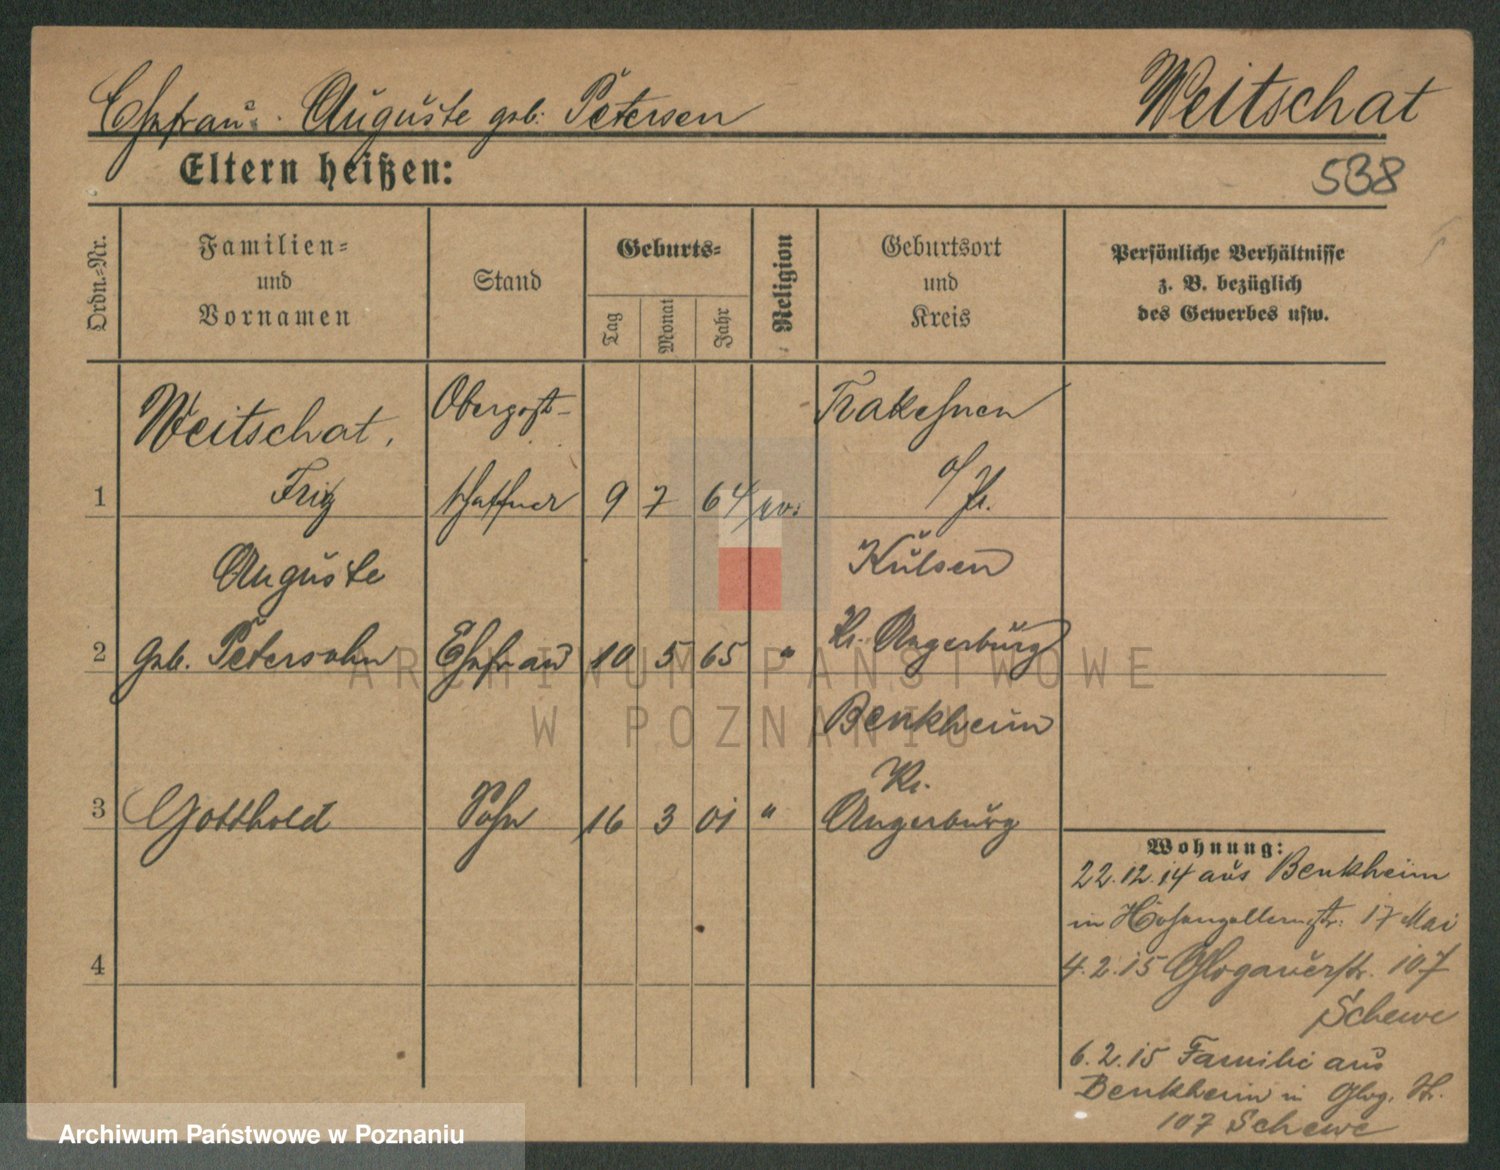 Ehefrau Auguste geb. Petersen
Weitschat
Eltern heißen:
538
Ordn.=Nr.
Familien=
und
Vornamen
Stand
Geburts=
Tag
Monat
Jahr
Religion
Geburtsort
und
Kreis
Persönliche Verhältnisse
z. B. bezüglich
des Gewerbes usw.
Weitschat,
Fritz
1
Oberpost-
schaffner
9 7 64 ev.
Trakehnen
o/Pr.
Auguste
2 geb. Petersohn Ehefrau 10 5 65 "
Kulsen
Kr. Angerburg
3 Gotthold Sohn 16 3 01 "
Benkheim
Kr.
Angerburg
4
Wohnung:
22.12.14 aus Benkheim
in Hohenzollernstr. 17 Mai
4.2.15 Glogauerstr. 107
Schewe
6.2.15 Familie aus
Benkheim in Glog. Str.
107 Schewe
ARCHIWUM PAŃSTWOWE
W POZNANIU
Archiwum Państwowe w Poznaniu